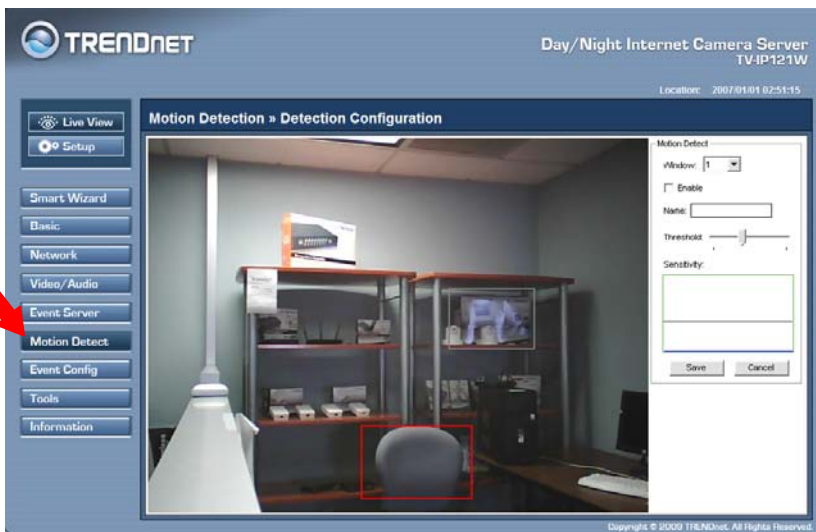 TRENDNET
Day/Night Internet Camera Server
TV-IP121W
Location: 2007/01/01 02:51:15
Live View
Setup
Smart Wizard
Basic
Network
Video/Audio
Event Server
Motion Detect
Event Config
Tools
Information
Motion Detection » Detection Configuration
Motion Detect
Window: 1
Enable
Name:
Threshold
Sensitivity:
Save Cancel
Copyright © 2009 TRENDnet. All Rights Reserved.